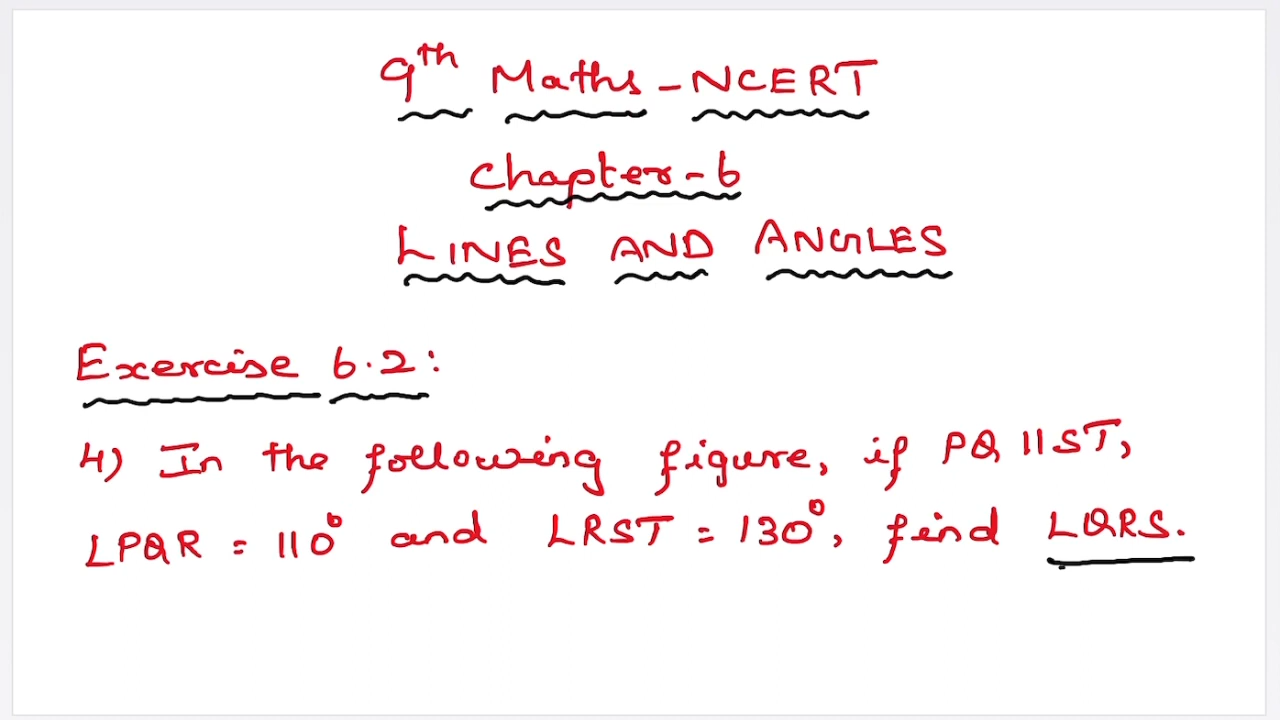 9th Maths - NCERT
Chapter-6
LINES AND ANGLES
Exercise 6.2:
4) In the following figure, if PQ || ST,
∠PQR = 110° and ∠RST = 130°, find ∠QRS.